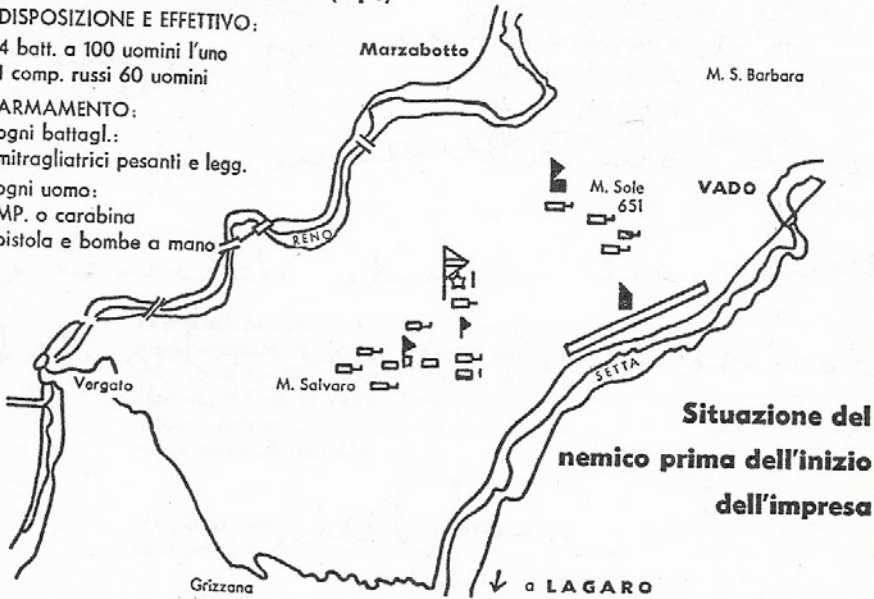 DISPOSIZIONE E EFFETTIVO:
4 batt. a 100 uomini l'uno
1 comp. russi 60 uomini
ARMAMENTO:
ogni battagl.:
mitragliatrici pesanti e legg.
ogni uomo:
MP. o carabina
pistola e bombe a mano
Marzabotto
M. S. Barbara
M. Sole
651
VADO
RENO
SETTA
Vergato
M. Salvaro
Situazione del
nemico prima dell'inizio
dell'impresa
Grizzana
a LAGARO